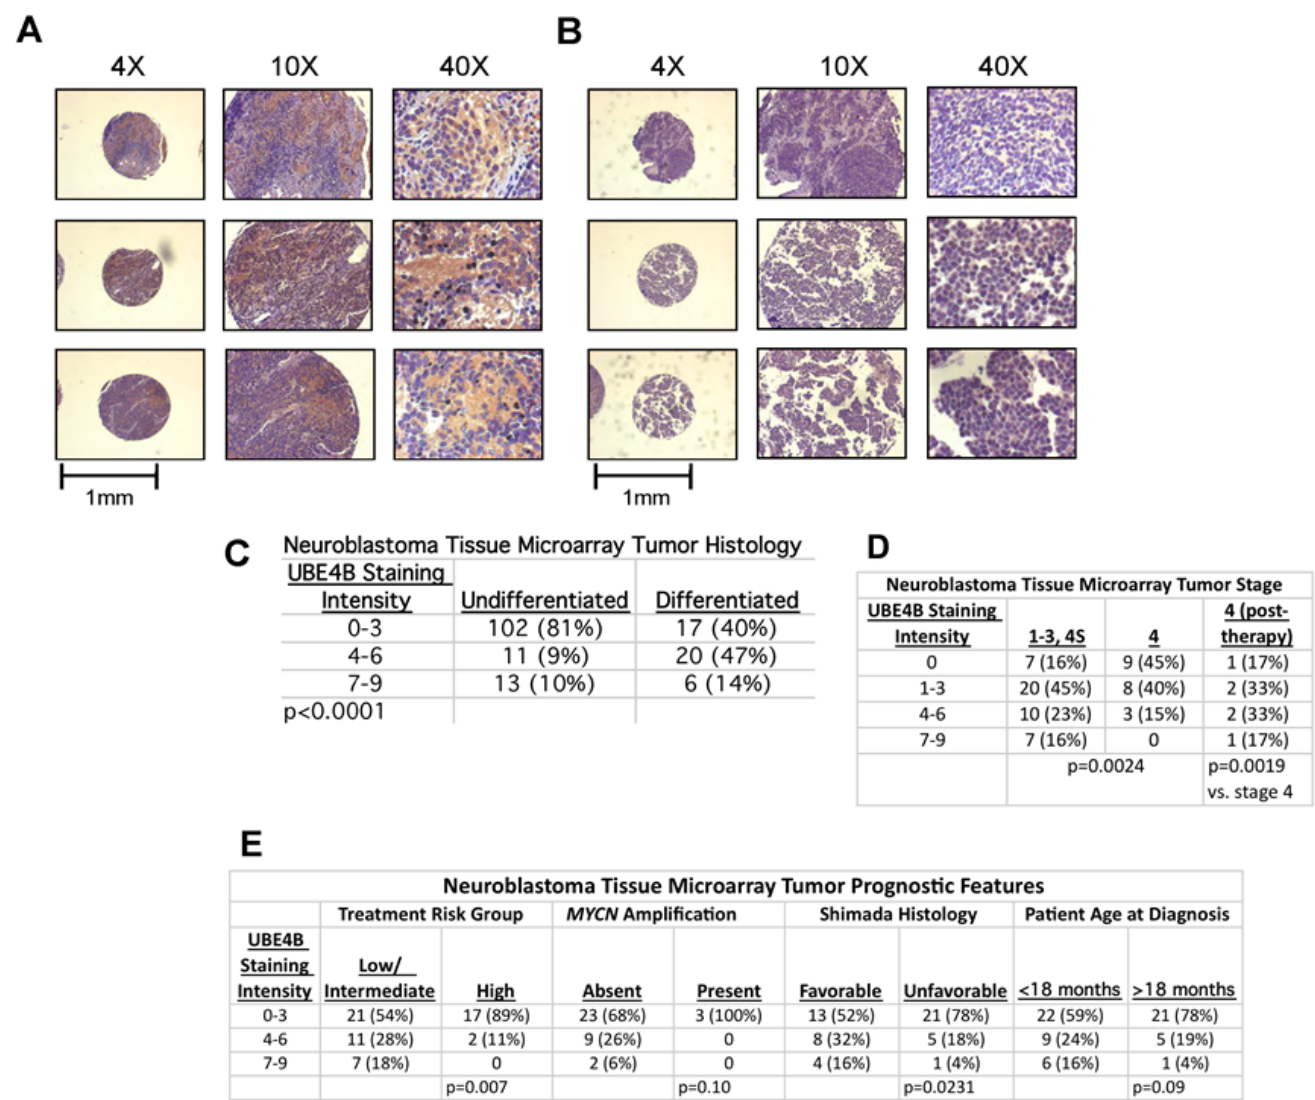 A
B
4X 10X 40X
4X 10X 40X
1mm
1mm
C
Neuroblastoma Tissue Microarray Tumor Histology
UBE4B Staining
Intensity Undifferentiated Differentiated
0-3 102 (81%) 17 (40%)
4-6 11 (9%) 20 (47%)
7-9 13 (10%) 6 (14%)
p<0.0001
D
Neuroblastoma Tissue Microarray Tumor Stage
UBE4B Staining 4 (post-
Intensity 1-3, 4S 4 therapy)
0 7 (16%) 9 (45%) 1 (17%)
1-3 20 (45%) 8 (40%) 2 (33%)
4-6 10 (23%) 3 (15%) 2 (33%)
7-9 7 (16%) 0 1 (17%)
p=0.0024 p=0.0019
vs. stage 4
E
Neuroblastoma Tissue Microarray Tumor Prognostic Features
Treatment Risk Group MYCN Amplification Shimada Histology Patient Age at Diagnosis
UBE4B
Staining Low/
Intensity Intermediate High Absent Present Favorable Unfavorable <18 months >18 months
0-3 21 (54%) 17 (89%) 23 (68%) 3 (100%) 13 (52%) 21 (78%) 22 (59%) 21 (78%)
4-6 11 (28%) 2 (11%) 9 (26%) 0 8 (32%) 5 (18%) 9 (24%) 5 (19%)
7-9 7 (18%) 0 2 (6%) 0 4 (16%) 1 (4%) 6 (16%) 1 (4%)
p=0.007 p=0.10 p=0.0231 p=0.09